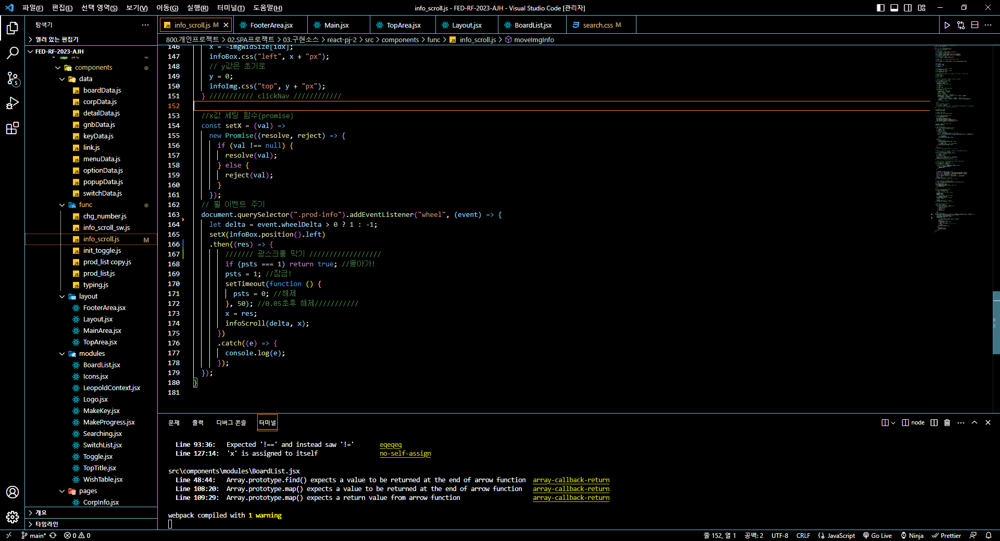 파일(F) 편집(E) 선택 영역(S) 보기(V) 이동(G) 실행(R) 터미널(T) 도움말(H)
info_scroll.js - FED-RF-2023-AJH - Visual Studio Code [관리자]
탐색기
열려 있는 편집기
FED-RF-2023-AJH
src
components
data
boardData.js
corpData.js
detailData.js
gnbData.js
keyData.js
link.js
menuData.js
optionData.js
popupData.js
switchData.js
func
chg_number.js
info_scroll_sw.js
info_scroll.js M
init_toggle.js
prod_list copy.js
prod_list.js
typing.js
layout
FooterArea.jsx
Layout.jsx
MainArea.jsx
TopArea.jsx
modules
BoardList.jsx
Icons.jsx
LeopoldContext.jsx
Logo.jsx
MakeKey.jsx
MakeProgress.jsx
Searching.jsx
SwitchList.jsx
Toggle.jsx
TopTitle.jsx
WishTable.jsx
pages
CorpInfo.jsx
개요
타임라인
5
info_scroll.js M FooterArea.jsx Main.jsx TopArea.jsx Layout.jsx BoardList.jsx search.css M
800.개인프로젝트 > 02.SPA프로젝트 > 03.구현소스 > react-pj-2 > src > components > func > info_scroll.js > moveImgInfo
146 x = -imgWidSize[idx];
147 infoBox.css("left", x + "px");
148 // y값은 초기로
149 y = 0;
150 infoImg.css("top", y + "px");
151 } /////////// clickNav ////////////
152
153 //x값 세팅 함수(promise)
154 const setX = (val) =>
155 new Promise((resolve, reject) => {
156 if (val !== null) {
157 resolve(val);
158 } else {
159 reject(val);
160 }
161 });
162 // 휠 이벤트 주기
163 document.querySelector(".prod-info").addEventListener("wheel", (event) => {
164 let delta = event.wheelDelta > 0 ? 1 : -1;
165 setX(infoBox.position().left)
166 .then((res) => {
167 /////// 광스크롤 막기 //////////////////
168 if (psts === 1) return true; //돌아가!
169 psts = 1; //잠금!
170 setTimeout(function () {
171 psts = 0; //해제
172 }, 50); //0.05초후 해제///////////
173 x = res;
174 infoScroll(delta, x);
175 })
176 .catch((e) => {
177 console.log(e);
178 });
179 });
180 }
181
문제 출력 디버그 콘솔 터미널
node
Line 93:36: Expected '!==' and instead saw '!=' eqeqeq
Line 127:14: 'x' is assigned to itself no-self-assign
src\components\modules\BoardList.jsx
Line 48:44: Array.prototype.find() expects a value to be returned at the end of arrow function array-callback-return
Line 108:20: Array.prototype.map() expects a value to be returned at the end of arrow function array-callback-return
Line 109:29: Array.prototype.map() expects a return value from arrow function array-callback-return
webpack compiled with 1 warning
main* 0 0
줄 152, 열 1 공백: 2 UTF-8 CRLF JavaScript Go Live Ninja Prettier